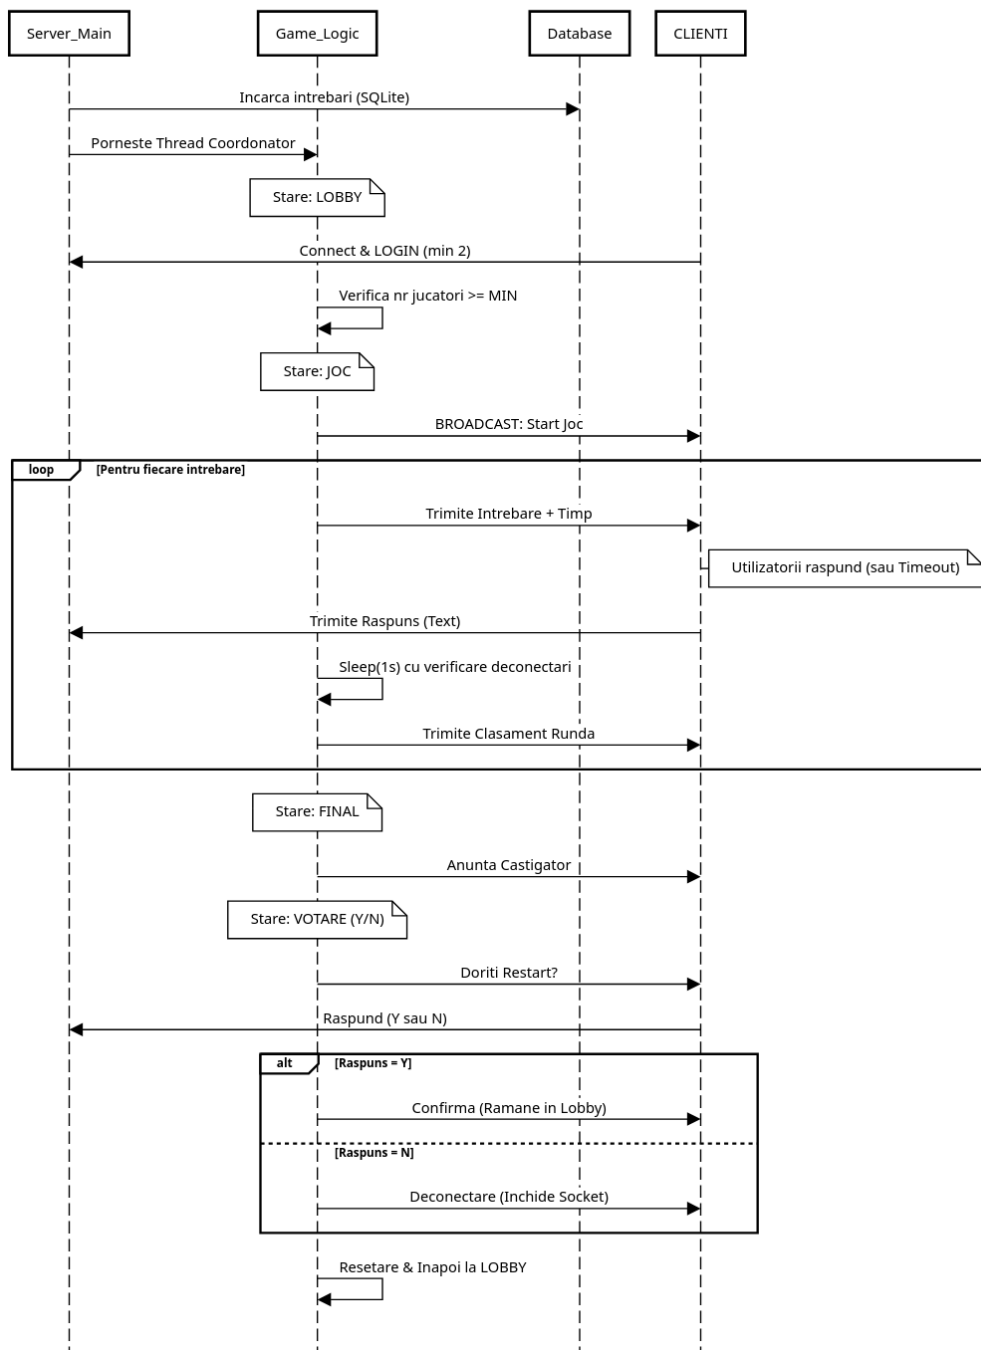 Server_Main
Game_Logic
Database
CLIENTI
Incarca intrebari (SQLite)
Porneste Thread Coordonator
Stare: LOBBY
Connect & LOGIN (min 2)
Verifica nr jucatori >= MIN
Stare: JOC
BROADCAST: Start Joc
loop
[Pentru fiecare intrebare]
Trimite Intrebare + Timp
Utilizatorii raspund (sau Timeout)
Trimite Raspuns (Text)
Sleep(1s) cu verificare deconectari
Trimite Clasament Runda
Stare: FINAL
Anunta Castigator
Stare: VOTARE (Y/N)
Doriti Restart?
Raspund (Y sau N)
alt
[Raspuns = Y]
Confirma (Ramane in Lobby)
[Raspuns = N]
Deconectare (Inchide Socket)
Resetare & Inapoi la LOBBY